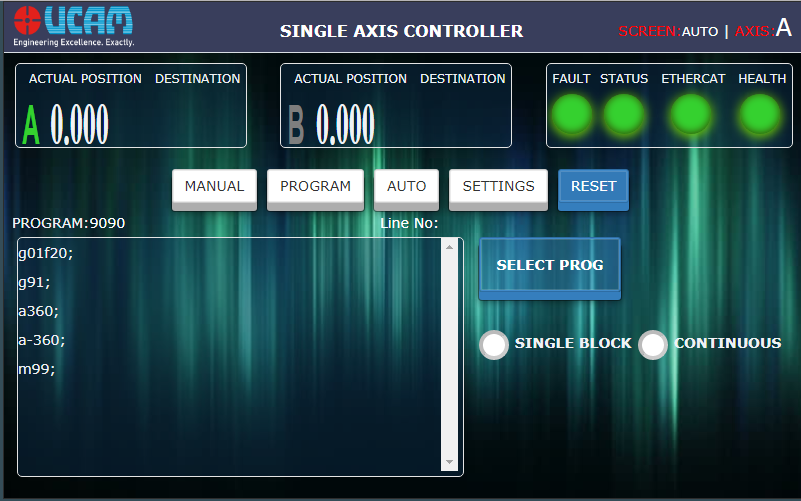 UCAM
Engineering Excellence. Exactly.
SINGLE AXIS CONTROLLER
SCREEN:AUTO | AXIS:A
ACTUAL POSITION DESTINATION
A 0.000
ACTUAL POSITION DESTINATION
B 0.000
FAULT STATUS ETHERCAT HEALTH
MANUAL PROGRAM AUTO SETTINGS RESET
PROGRAM:9090 Line No:
g01f20;
g91;
a360;
a-360;
m99;
SELECT PROG
SINGLE BLOCK CONTINUOUS